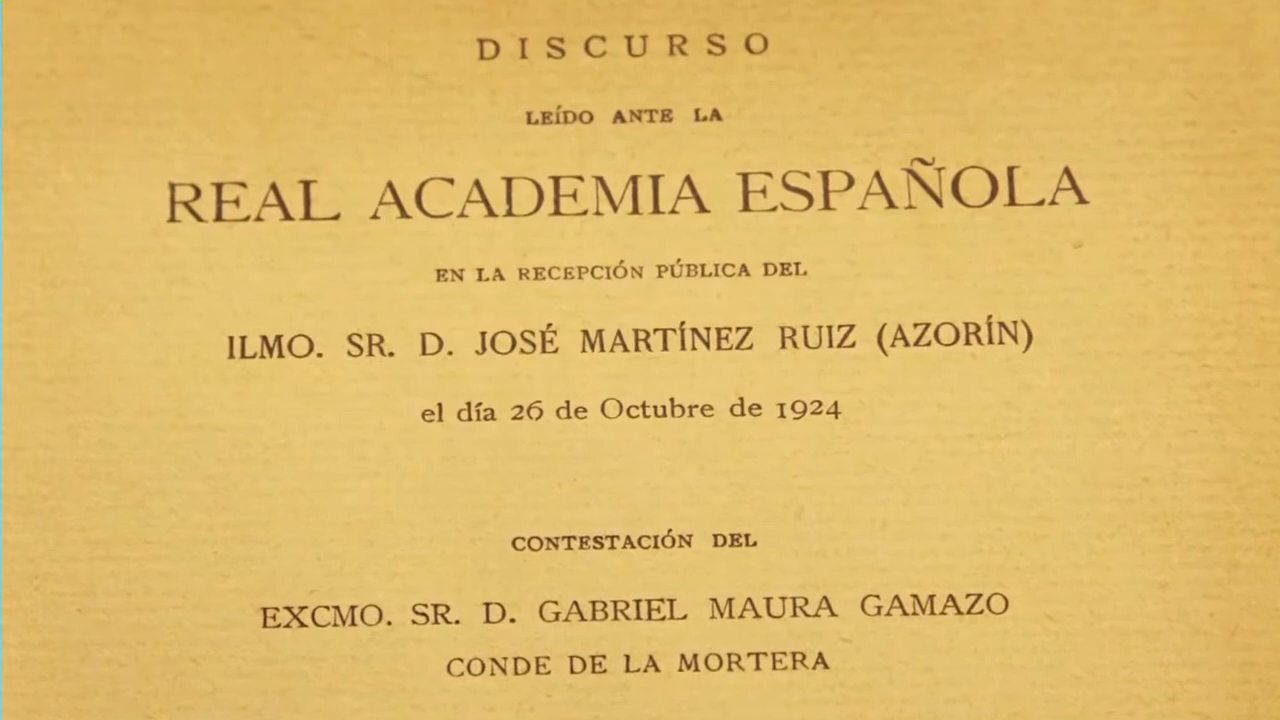 DISCURSO
LEÍDO ANTE LA
REAL ACADEMIA ESPAÑOLA
EN LA RECEPCIÓN PÚBLICA DEL
ILMO. SR. D. JOSÉ MARTÍNEZ RUIZ (AZORÍN)
el día 26 de Octubre de 1924
CONTESTACIÓN DEL
EXCMO. SR. D. GABRIEL MAURA GAMAZO
CONDE DE LA MORTERA